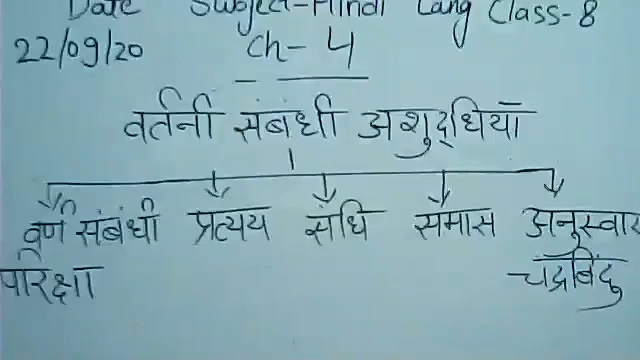 Date Subject-Hindi Lang Class-8
22/09/20 Ch- 4
वर्तनी संबंधी अशुद्धियाँ
वर्ण संबंधी प्रत्यय संधि समास अनुस्वार
परिक्षा चंद्रबिंदु